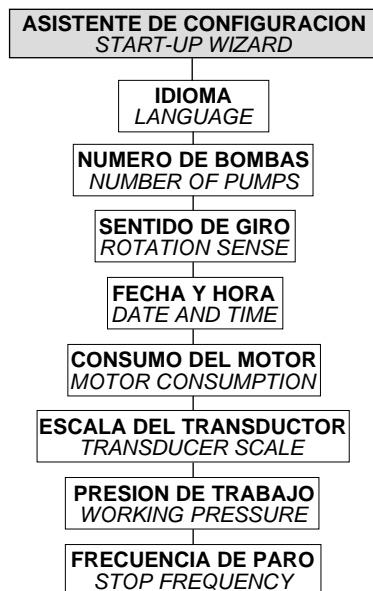 ASISTENTE DE CONFIGURACION
START-UP WIZARD
IDIOMA
LANGUAGE
NUMERO DE BOMBAS
NUMBER OF PUMPS
SENTIDO DE GIRO
ROTATION SENSE
FECHA Y HORA
DATE AND TIME
CONSUMO DEL MOTOR
MOTOR CONSUMPTION
ESCALA DEL TRANSDUCTOR
TRANSDUCER SCALE
PRESION DE TRABAJO
WORKING PRESSURE
FRECUENCIA DE PARO
STOP FREQUENCY